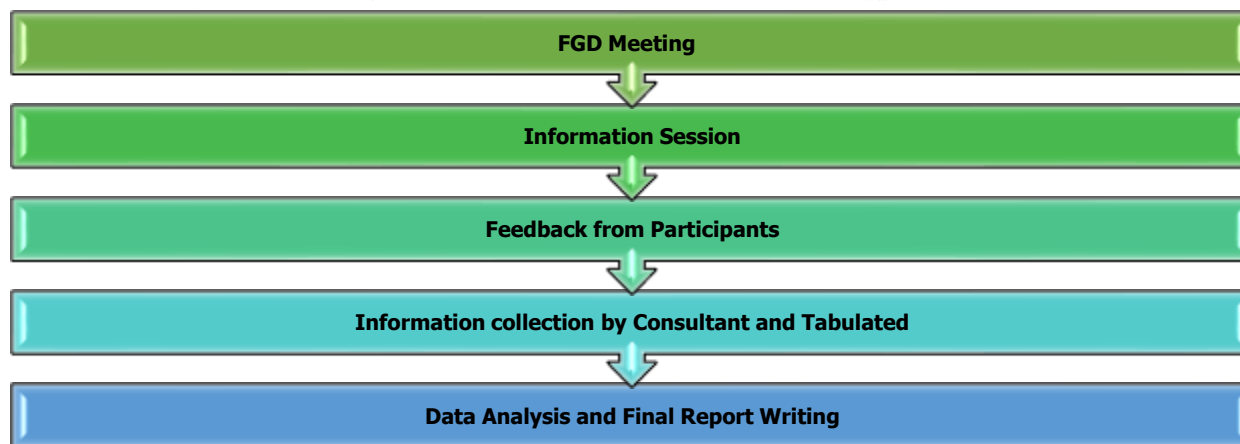 FGD Meeting
Information Session
Feedback from Participants
Information collection by Consultant and Tabulated
Data Analysis and Final Report Writing